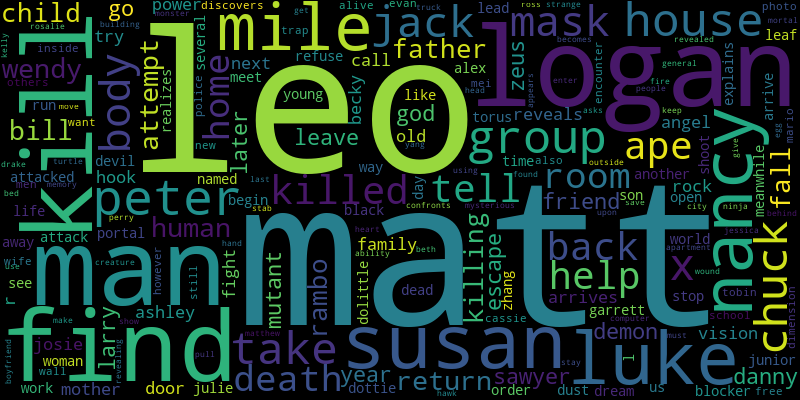 child go discovers power alive evan lead photo
kelly rosalie monster building several trap get ross strange mortal
mile jack mask house
try inside father refuse call alex zeus leaf
wendy others body attempt realizes home next meet logan encounter explains
kill leo police becky mei head appears becomes revealed enter fire general people
run move want young like god torus reveals asks keep arrive mario
bill leave old group ape angel shoot egg
drake turtle devil later new yang time also another give meanwhile
attacked hook named last way day using found outside rock behind
bed men memory peter killed tell room fall
life perry begin stab confronts mysterious friend son open city ninja nancy
attack portal human black family beth upon save world jessica chuck
away wife use see creature however still hand fight heart ability killing escape back x apartment wound
man matt help
r mutant rambo dolittle dead zhang arrives stop tobin school dimension
find ashley cassie garrett computer must vision
make show matthew demon l
josie larry take susan luke junior
boyfriend woman wall revealing pull stay sawyer dust dream us blocker danny
work mother door julie death year dottie return hawk order truck free